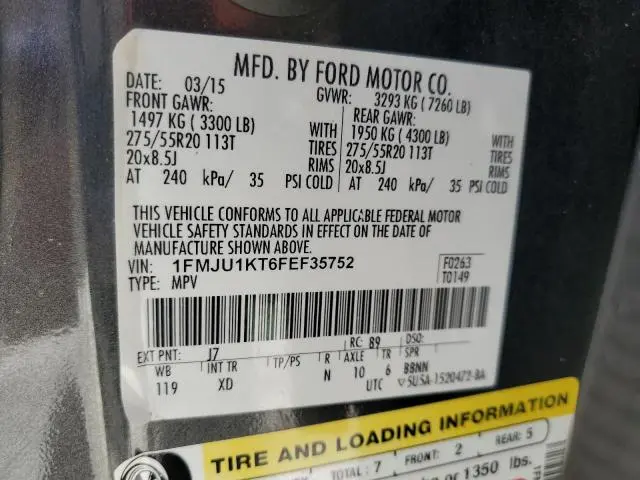 MFD. BY FORD MOTOR CO.
DATE: 03/15 GVWR: 3293 KG ( 7260 LB)
FRONT GAWR: REAR GAWR:
1497 KG ( 3300 LB) WITH 1950 KG ( 4300 LB) WITH
275/55R20 113T TIRES 275/55R20 113T TIRES
20x8.5J RIMS 20x8.5J RIMS
AT 240 kPa/ 35 PSI COLD AT 240 kPa/ 35 PSI COLD
THIS VEHICLE CONFORMS TO ALL APPLICABLE FEDERAL MOTOR
VEHICLE SAFETY STANDARDS IN EFFECT ON THE DATE OF
MANUFACTURE SHOWN ABOVE.
VIN: 1FMJU1KT6FEF35752 F0263
TYPE: MPV T0149
EXT PNT: J7 RC: 89 DSO:
WB INT TR TP/PS R AXLE TR SPR
119 XD N 10 6 BBNN
UTC ▽5U5A-1520472-BA
TIRE AND LOADING INFORMATION
TOTAL: 7 FRONT: 2 REAR: 5
or 1350 lbs.